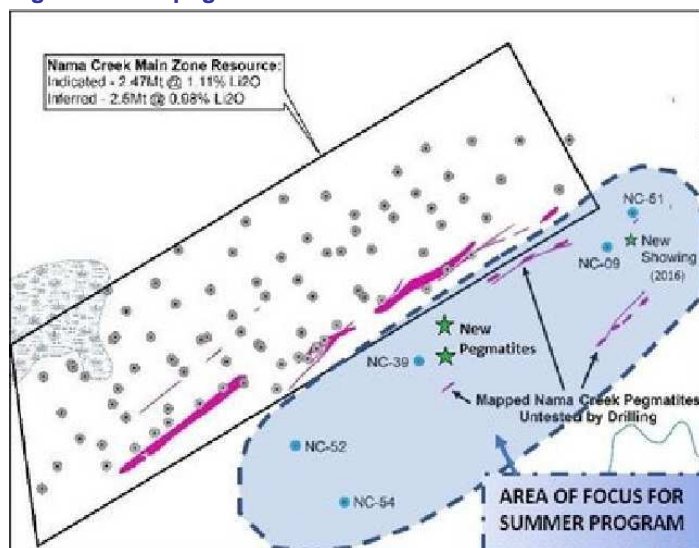 Nama Creek Main Zone Resource:
Indicated - 2.47Mt @ 1.11% Li2O
Inferred - 2.6Mt @ 0.98% Li2O
NC-51
New
Showing
(2016)
NC-09
New
Pegmatites
NC-39
Mapped Nama Creek Pegmatites
Untested by Drilling
NC-52
NC-54
AREA OF FOCUS FOR
SUMMER PROGRAM